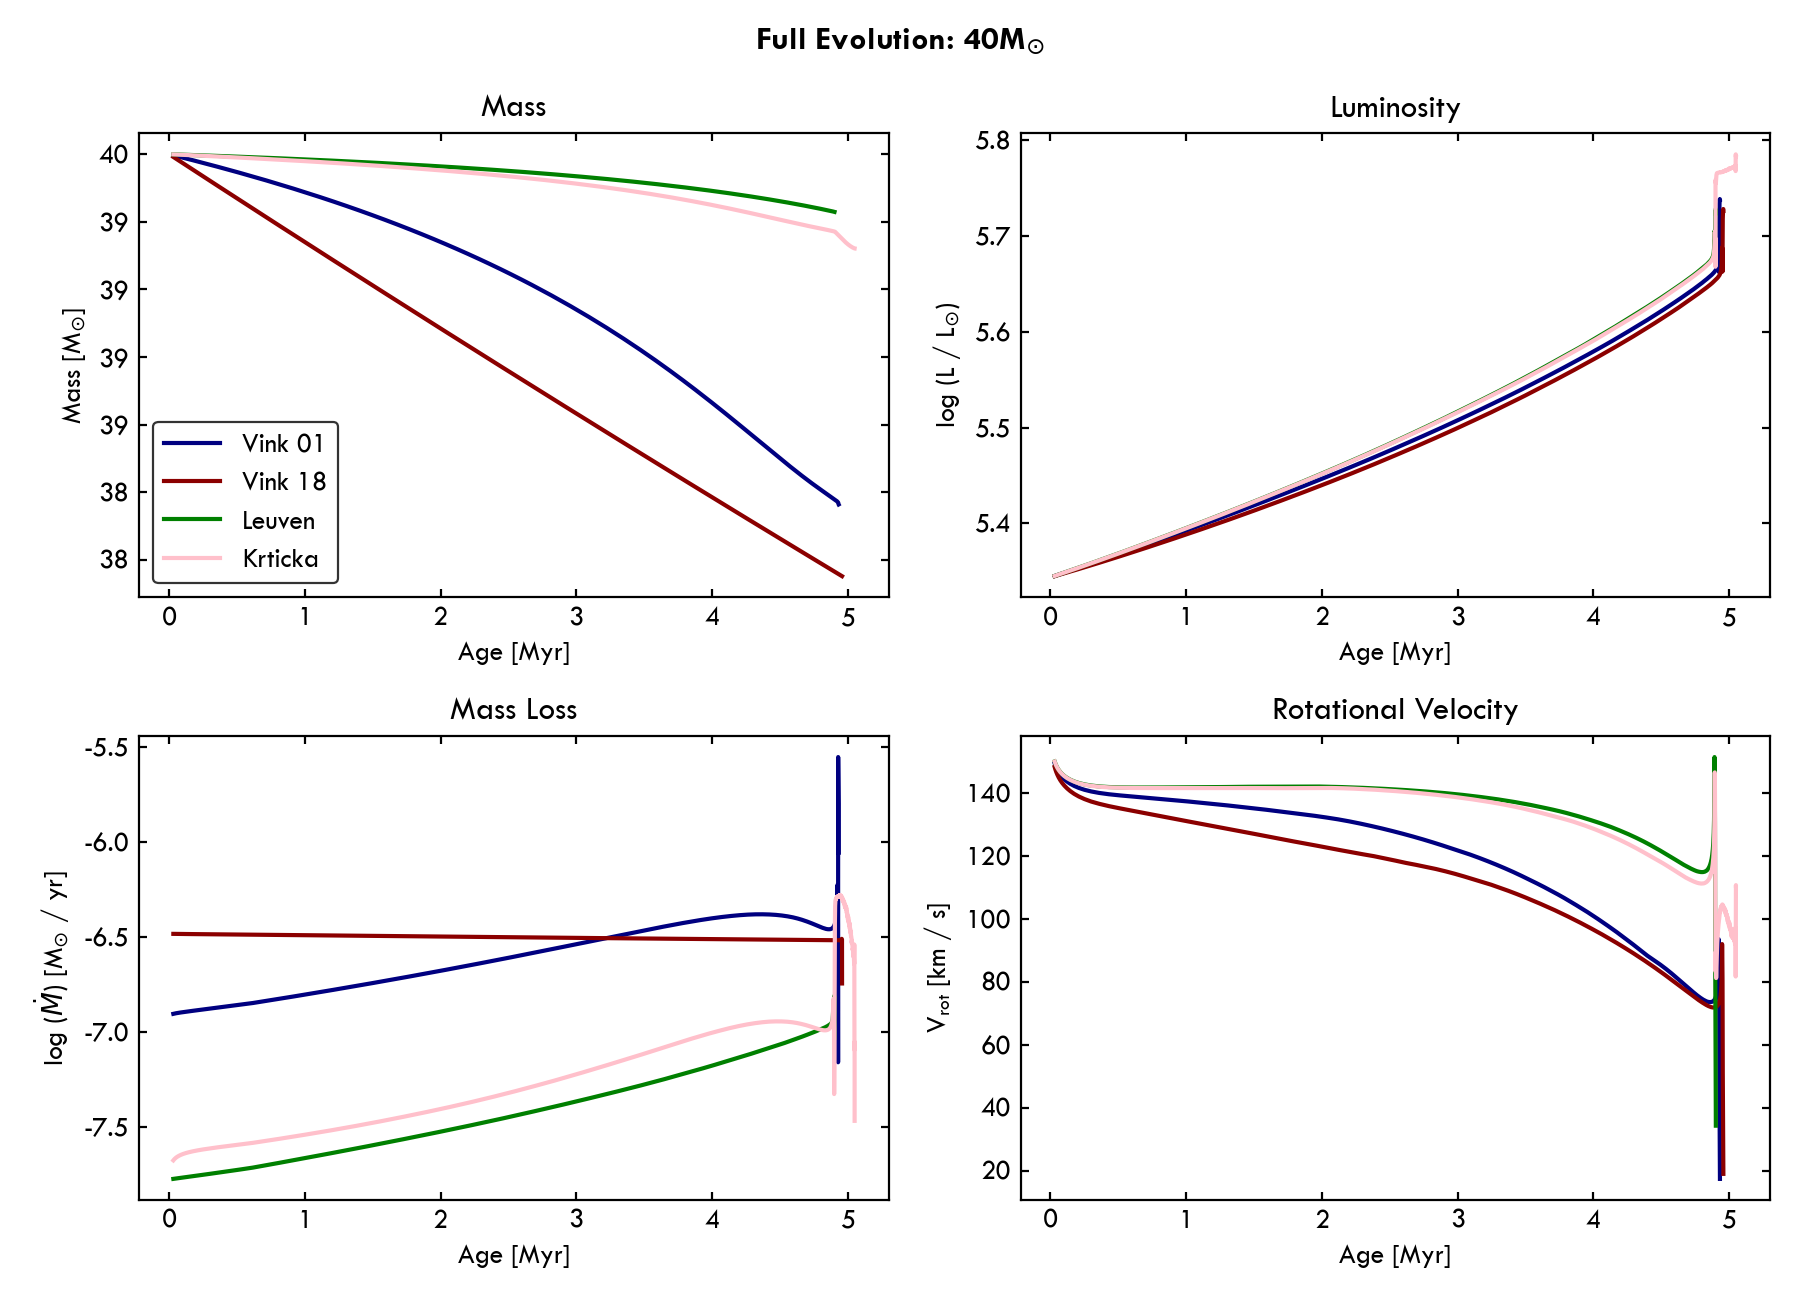 Full Evolution: 40M⊙
Mass
Mass [M⊙]
40
39
39
39
39
38
38
Vink 01
Vink 18
Leuven
Krticka
0 1 2 3 4 5
Age [Myr]
Luminosity
log (L / L⊙)
5.8
5.7
5.6
5.5
5.4
0 1 2 3 4 5
Age [Myr]
Mass Loss
log (Ṁ) [M⊙ / yr]
-5.5
-6.0
-6.5
-7.0
-7.5
0 1 2 3 4 5
Age [Myr]
Rotational Velocity
Vrot [km / s]
140
120
100
80
60
40
20
0 1 2 3 4 5
Age [Myr]